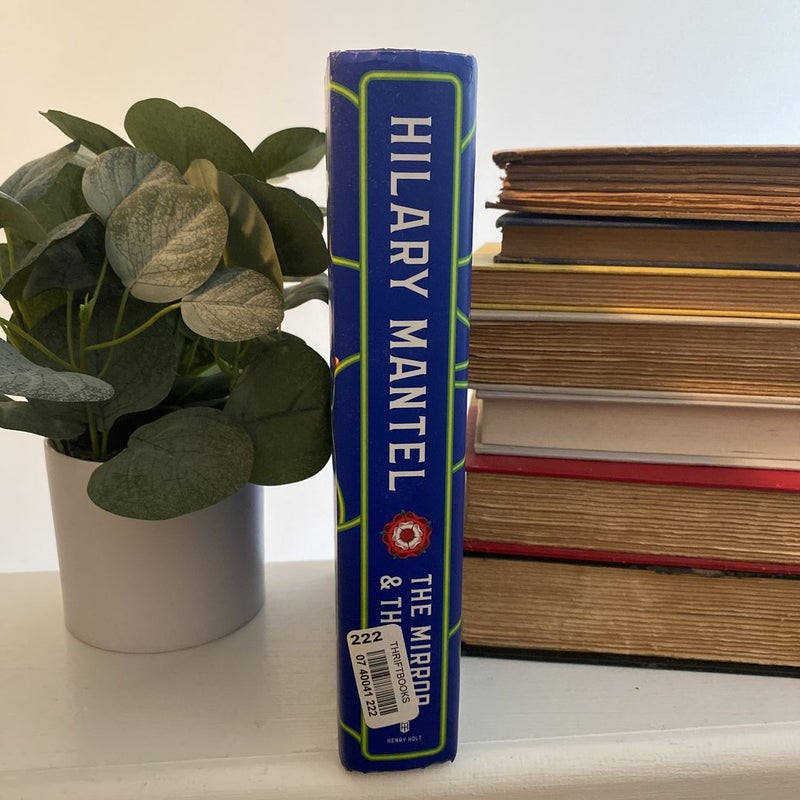 HILARY MANTEL
THE MIRROR
& TH
222
THRIFTBOOKS
07 40041 222
HENRY HOLT